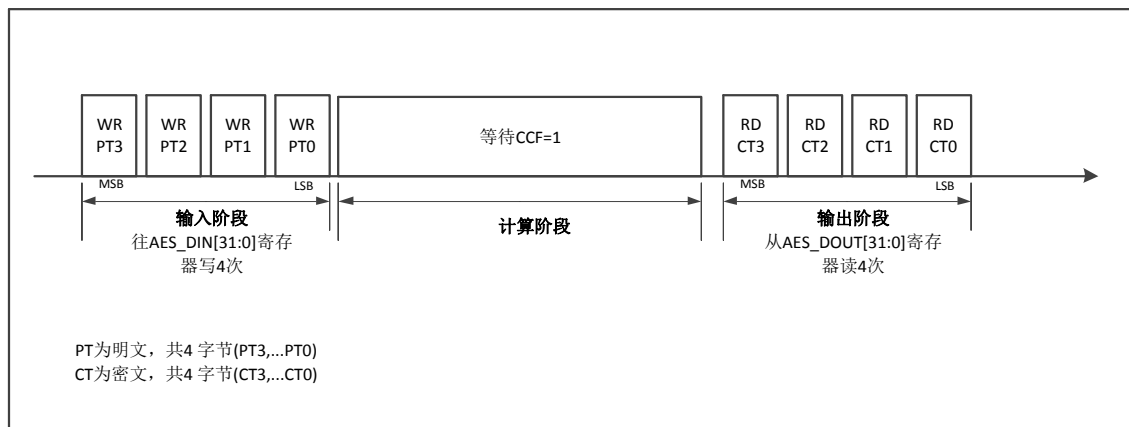 WR WR WR WR
PT3 PT2 PT1 PT0
等待CCF=1
RD RD RD RD
CT3 CT2 CT1 CT0
MSB LSB MSB LSB
输入阶段
往AES_DIN[31:0]寄存
器写4次
计算阶段
输出阶段
从AES_DOUT[31:0]寄存
器读4次
PT为明文，共4 字节(PT3,...PT0)
CT为密文，共4 字节(CT3,...CT0)